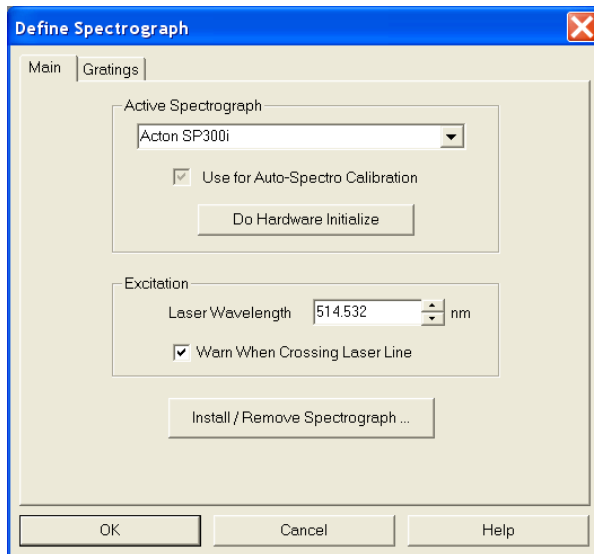 Define Spectrograph
Main Gratings
Active Spectrograph
Acton SP300i
Use for Auto-Spectro Calibration
Do Hardware Initialize
Excitation
Laser Wavelength 514.532 nm
Warn When Crossing Laser Line
Install / Remove Spectrograph ...
OK Cancel Help